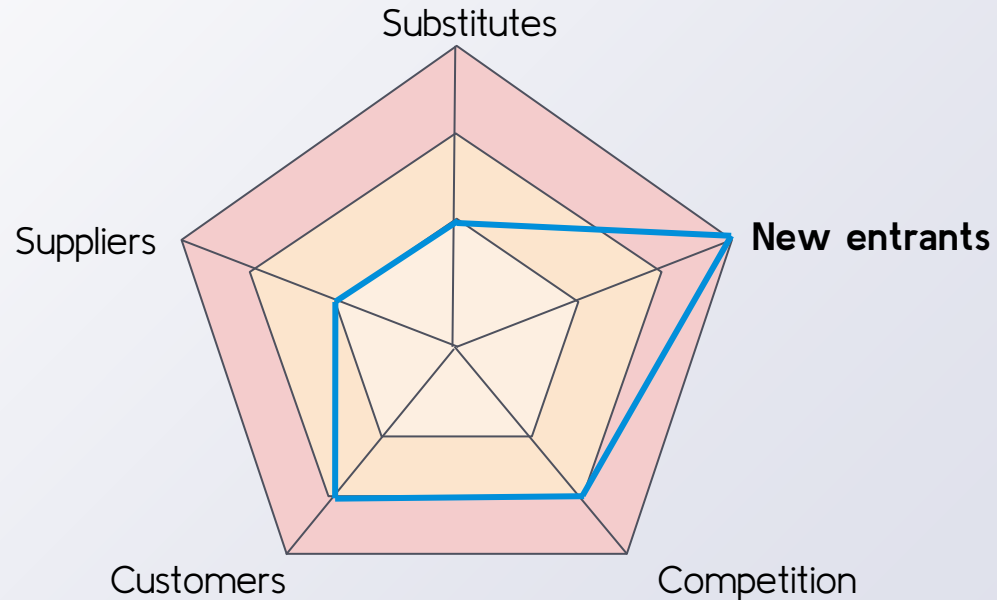 Substitutes
Suppliers
New entrants
Customers
Competition